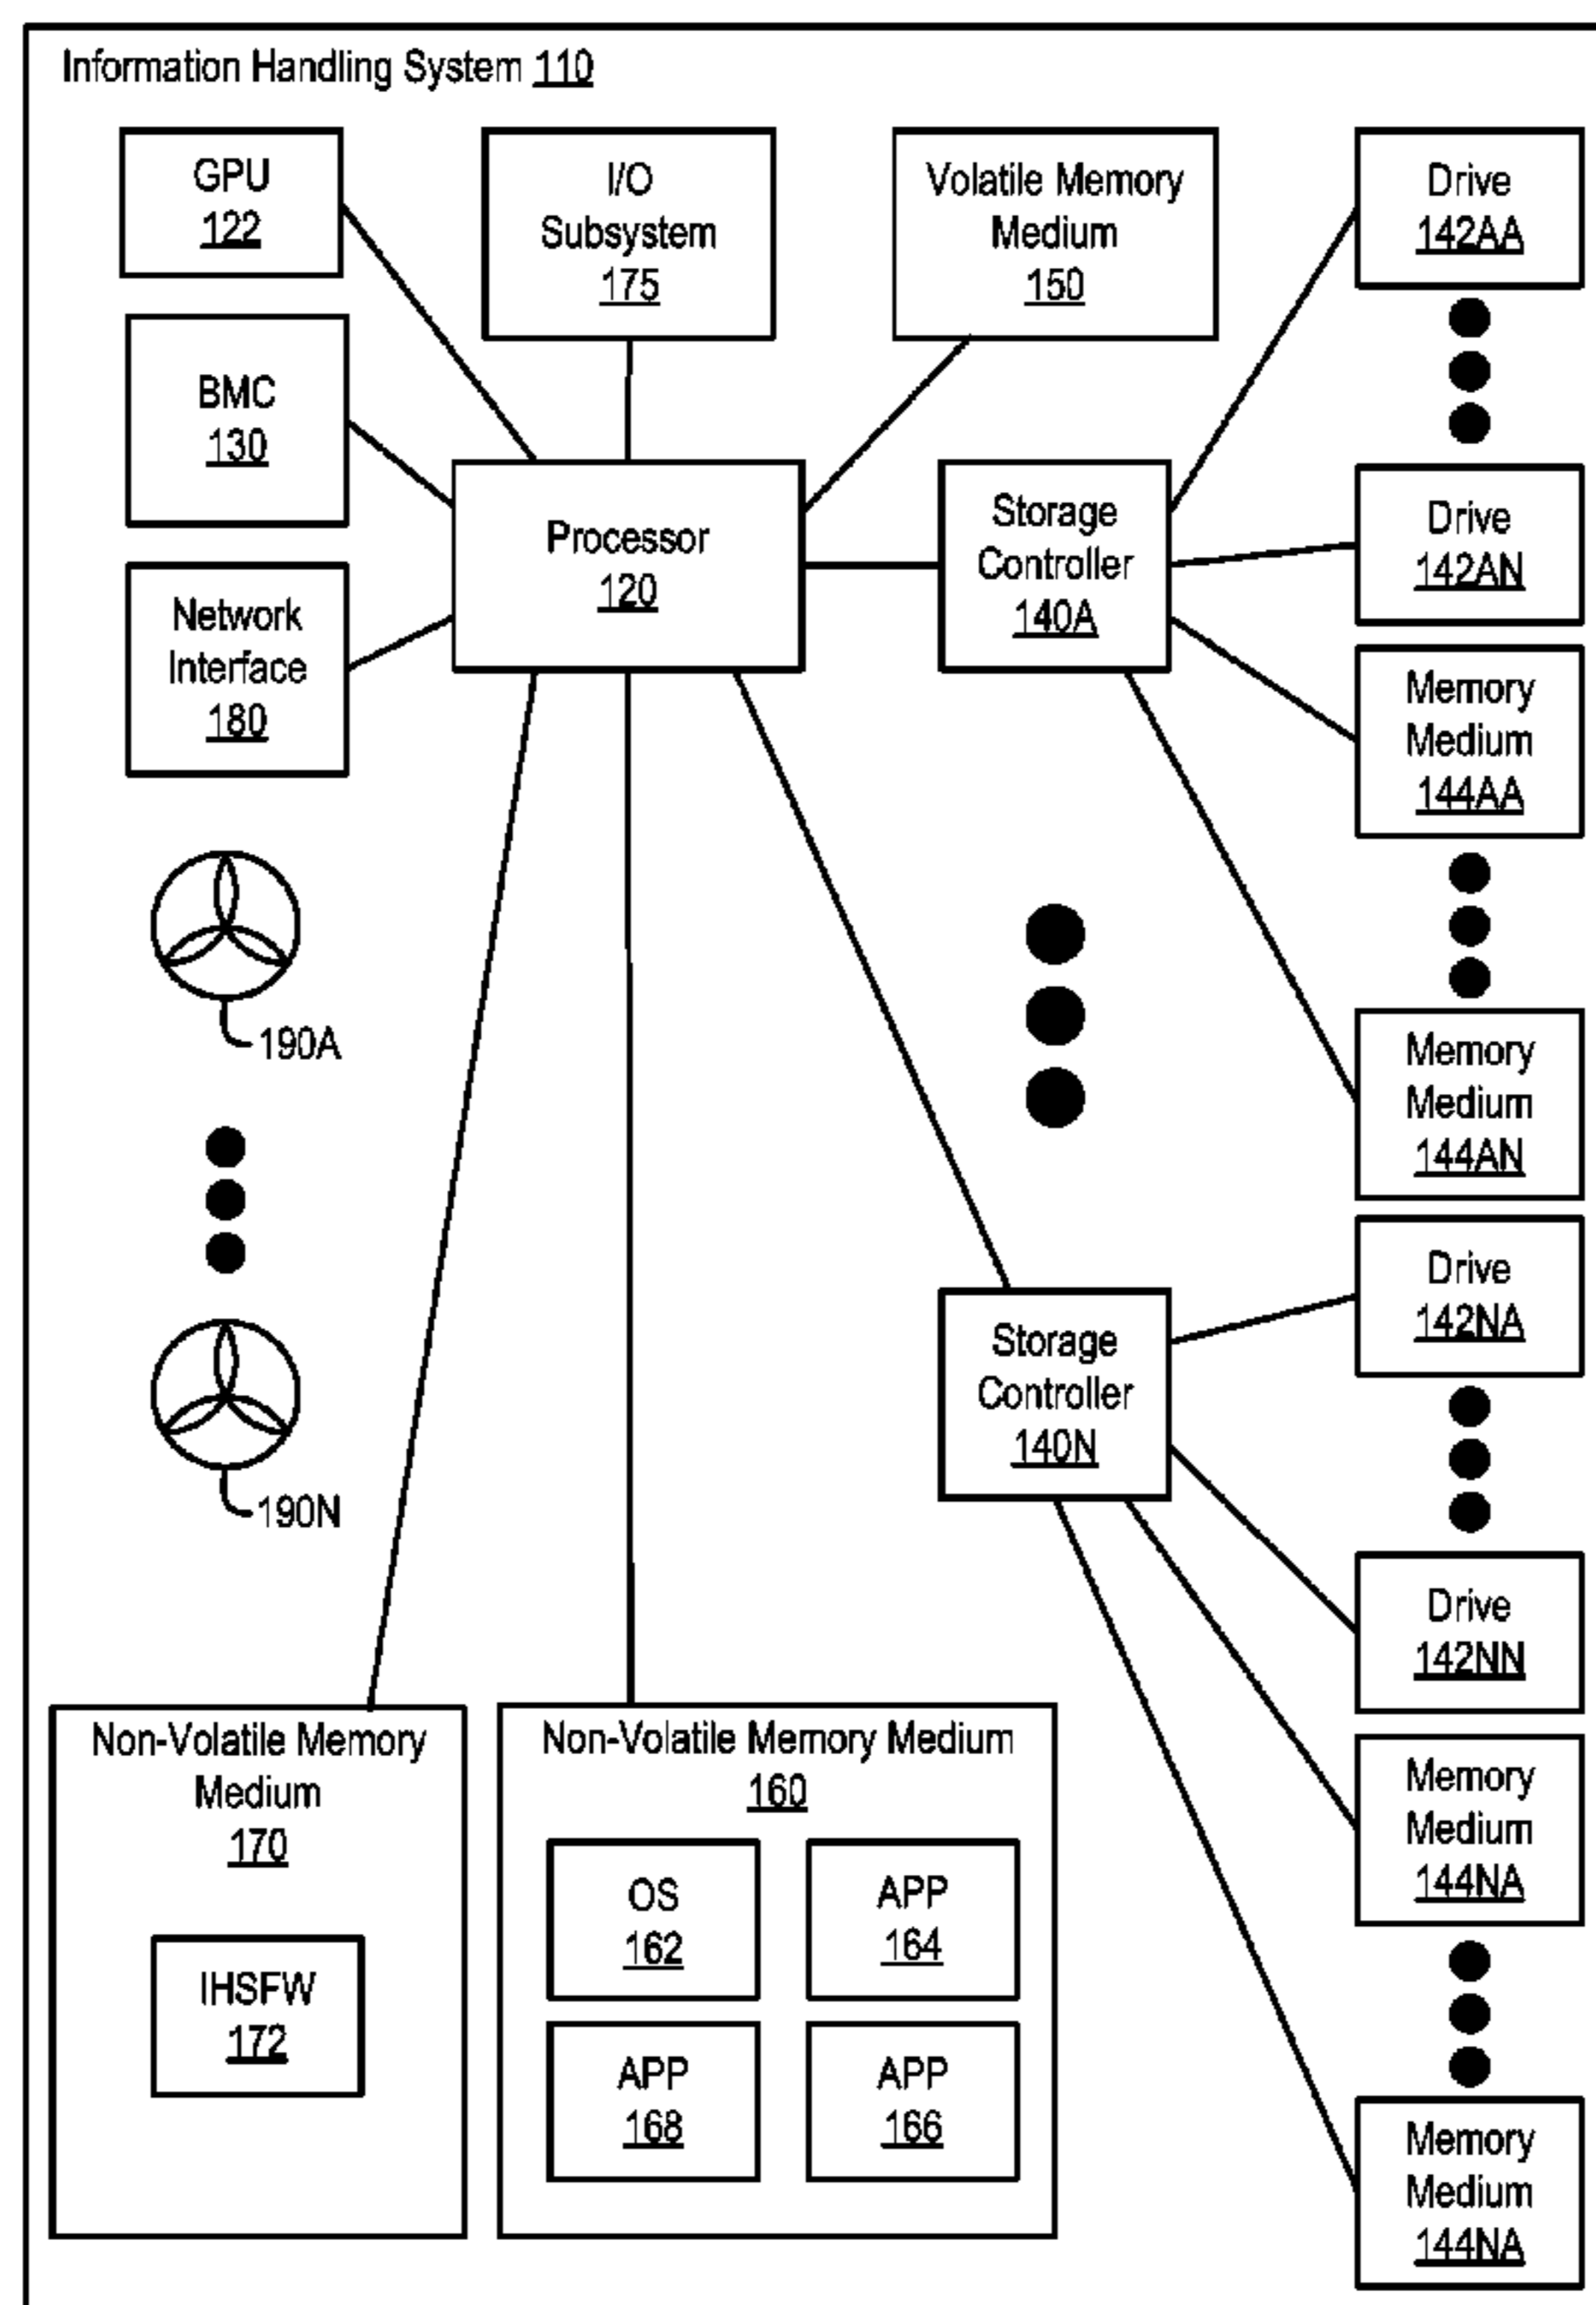 Information Handling System 110
GPU
122
I/O
Subsystem
175
Volatile Memory
Medium
150
Drive
142AA
BMC
130
Processor
120
Storage
Controller
140A
Drive
142AN
Network
Interface
180
Memory
Medium
144AA
190A
Memory
Medium
144AN
Drive
142NA
Storage
Controller
140N
190N
Drive
142NN
Non-Volatile Memory
Medium
170
IHSFW
172
Non-Volatile Memory Medium
160
OS
162
APP
164
APP
168
APP
166
Memory
Medium
144NA
Memory
Medium
144NA